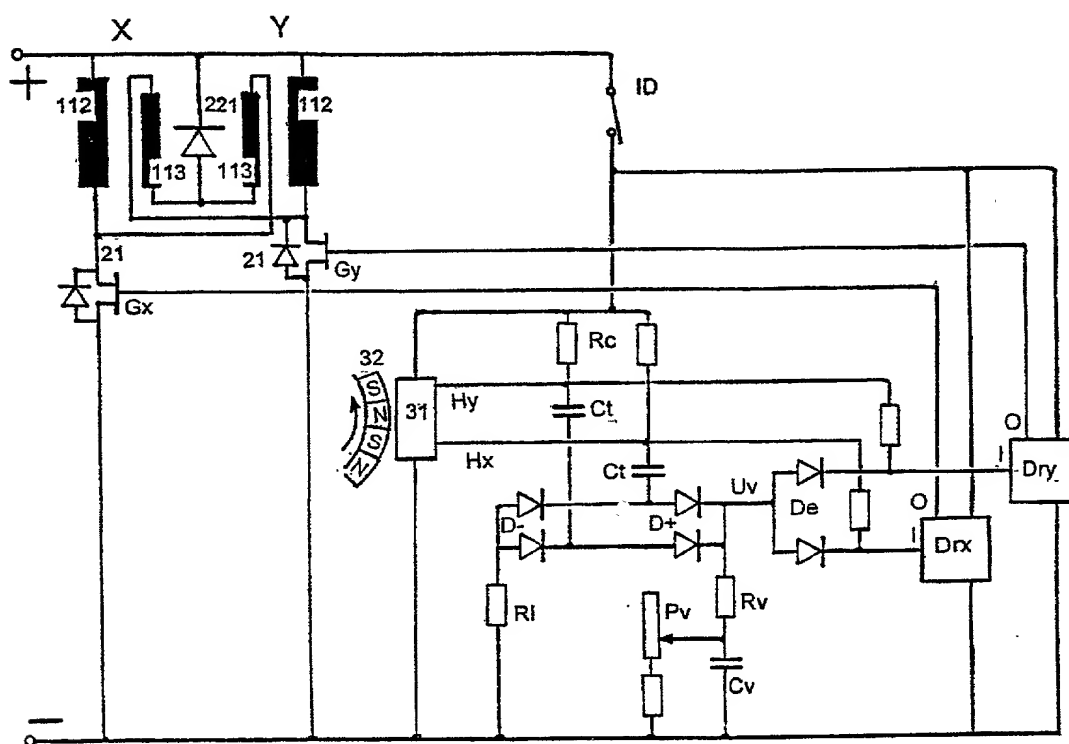 X Y
+
ID
112 221 112
113 113
21 21 Gy
Gx
32
S
N
S
N
31
Rc
Hy Ct
Hx
Ct
Uv
O
I
Dry
D- D+ De
O
I
Drx
Rl Pv Rv
Cv
−